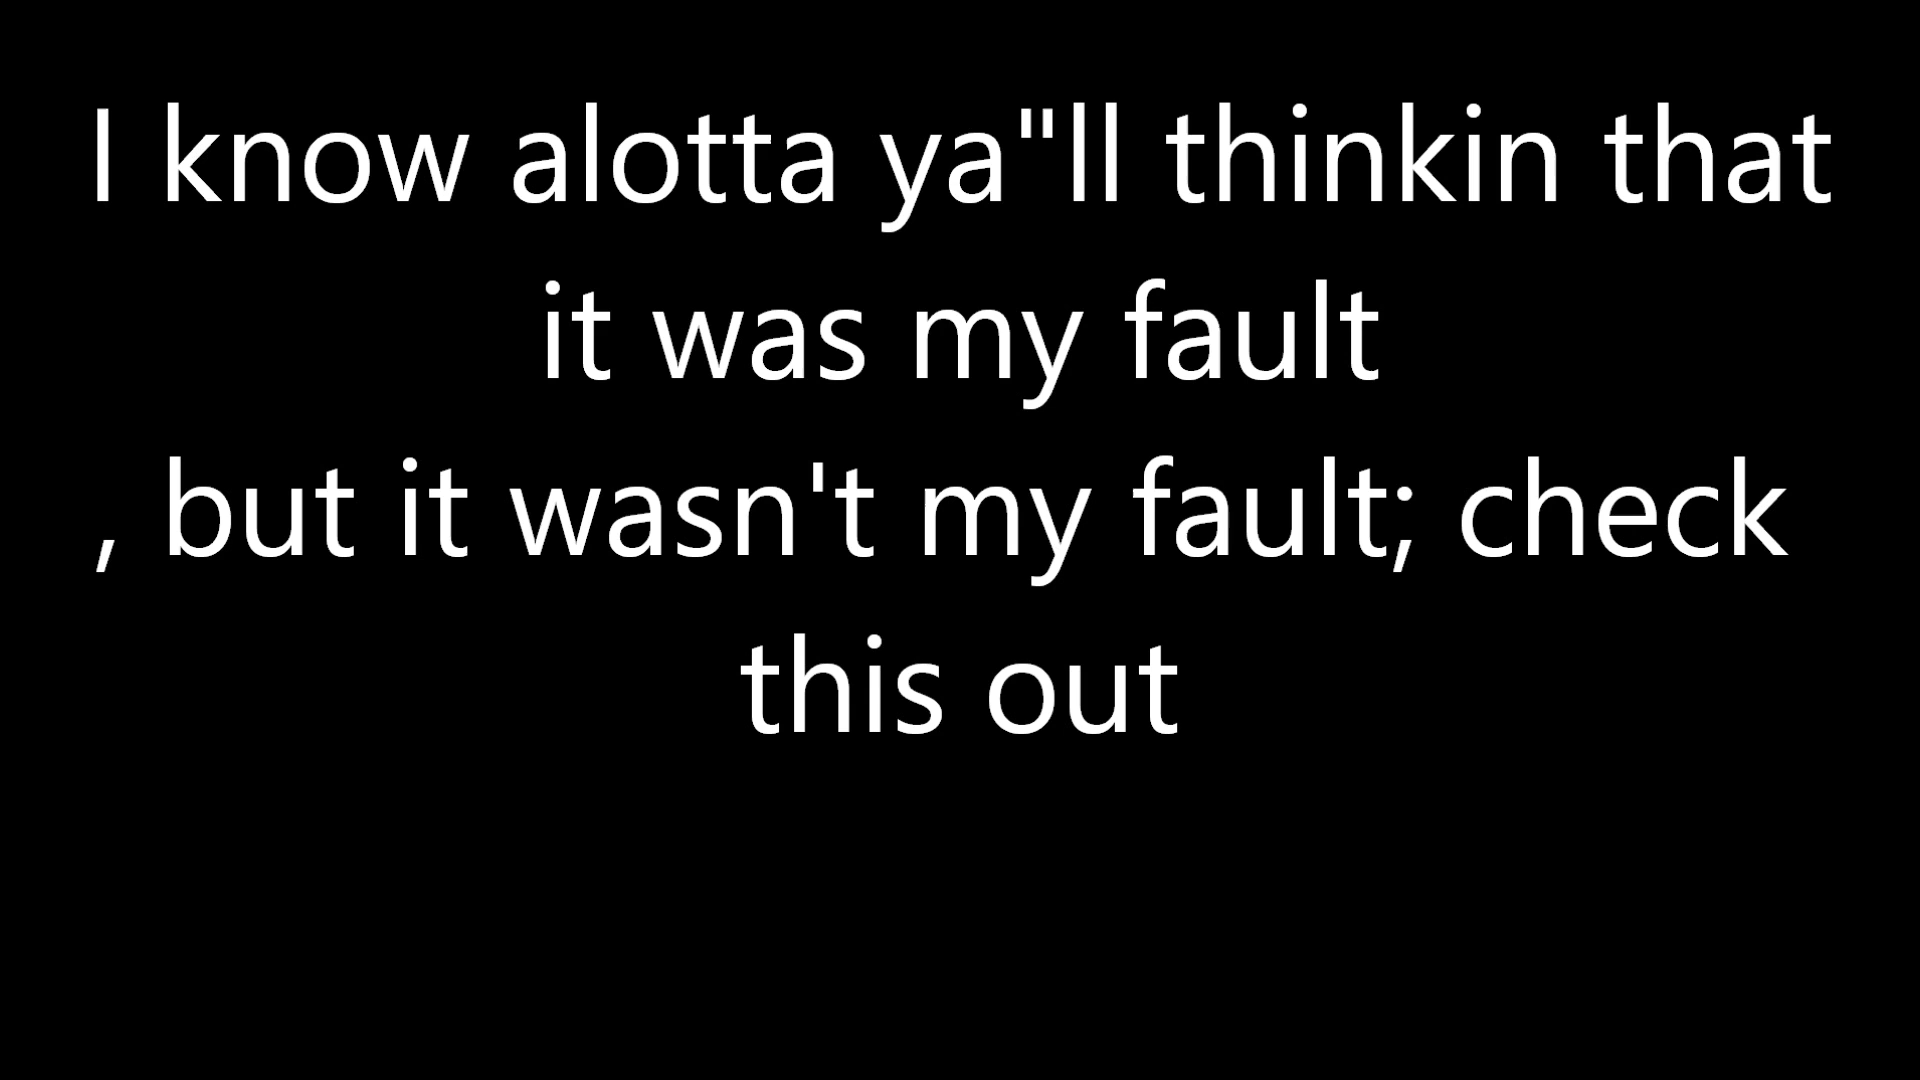 I know alotta ya"ll thinkin that
it was my fault
, but it wasn't my fault; check
this out